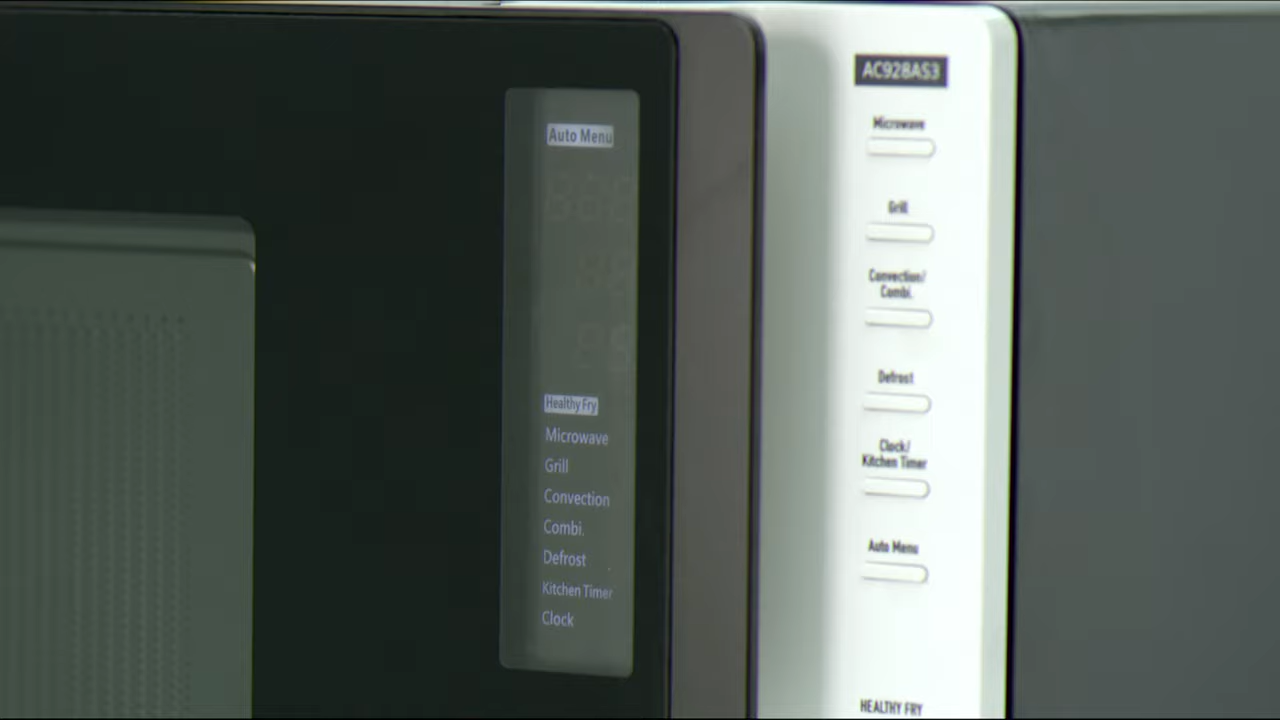 Auto Menu
Healthy Fry
Microwave
Grill
Convection
Combi.
Defrost
Kitchen Timer
Clock
AC928AS3
Microwave
Grill
Convection/
Combi.
Defrost
Clock/
Kitchen Timer
Auto Menu
HEALTHY FRY